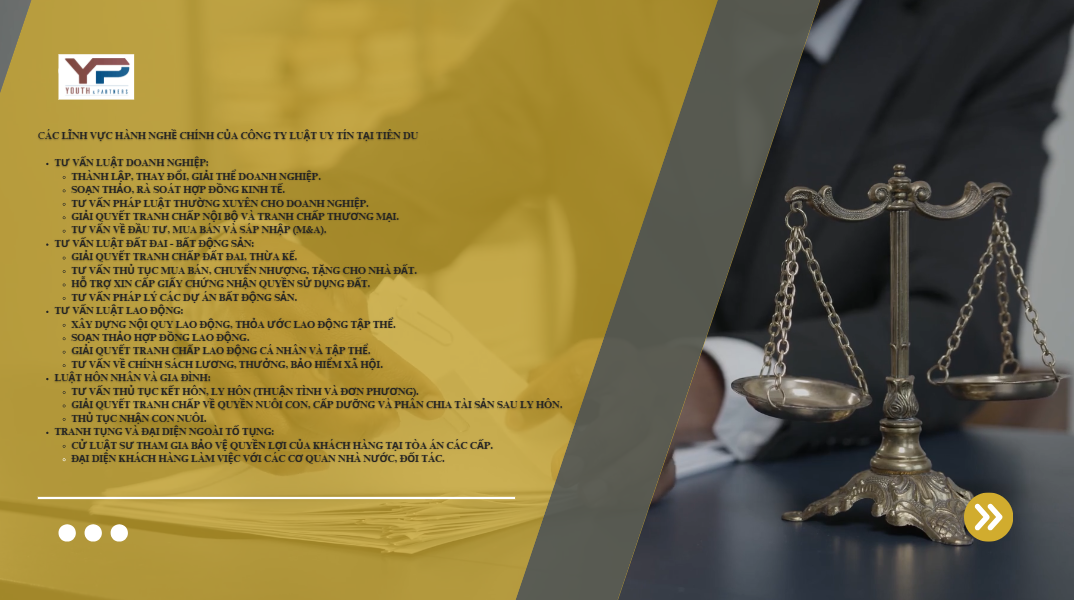 YP
YOUTH & PARTNERS
CÁC LĨNH VỰC HÀNH NGHỀ CHÍNH CỦA CÔNG TY LUẬT UY TÍN TẠI TIÊN DU
• TƯ VẤN LUẬT DOANH NGHIỆP:
◦ THÀNH LẬP, THAY ĐỔI, GIẢI THỂ DOANH NGHIỆP.
◦ SOẠN THẢO, RÀ SOÁT HỢP ĐỒNG KINH TẾ.
◦ TƯ VẤN PHÁP LUẬT THƯỜNG XUYÊN CHO DOANH NGHIỆP.
◦ GIẢI QUYẾT TRANH CHẤP NỘI BỘ VÀ TRANH CHẤP THƯƠNG MẠI.
◦ TƯ VẤN VỀ ĐẦU TƯ, MUA BÁN VÀ SÁP NHẬP (M&A).
• TƯ VẤN LUẬT ĐẤT ĐAI - BẤT ĐỘNG SẢN:
◦ GIẢI QUYẾT TRANH CHẤP ĐẤT ĐAI, THỪA KẾ.
◦ TƯ VẤN THỦ TỤC MUA BÁN, CHUYỂN NHƯỢNG, TẶNG CHO NHÀ ĐẤT.
◦ HỖ TRỢ XIN CẤP GIẤY CHỨNG NHẬN QUYỀN SỬ DỤNG ĐẤT.
◦ TƯ VẤN PHÁP LÝ CÁC DỰ ÁN BẤT ĐỘNG SẢN.
• TƯ VẤN LUẬT LAO ĐỘNG:
◦ XÂY DỰNG NỘI QUY LAO ĐỘNG, THỎA ƯỚC LAO ĐỘNG TẬP THỂ.
◦ SOẠN THẢO HỢP ĐỒNG LAO ĐỘNG.
◦ GIẢI QUYẾT TRANH CHẤP LAO ĐỘNG CÁ NHÂN VÀ TẬP THỂ.
◦ TƯ VẤN VỀ CHÍNH SÁCH LƯƠNG, THƯỞNG, BẢO HIỂM XÃ HỘI.
• LUẬT HÔN NHÂN VÀ GIA ĐÌNH:
◦ TƯ VẤN THỦ TỤC KẾT HÔN, LY HÔN (THUẬN TÌNH VÀ ĐƠN PHƯƠNG).
◦ GIẢI QUYẾT TRANH CHẤP VỀ QUYỀN NUÔI CON, CẤP DƯỠNG VÀ PHÂN CHIA TÀI SẢN SAU LY HÔN.
◦ THỦ TỤC NHẬN CON NUÔI.
• TRANH TỤNG VÀ ĐẠI DIỆN NGOÀI TỐ TỤNG:
◦ CỬ LUẬT SƯ THAM GIA BẢO VỆ QUYỀN LỢI CỦA KHÁCH HÀNG TẠI TÒA ÁN CÁC CẤP.
◦ ĐẠI DIỆN KHÁCH HÀNG LÀM VIỆC VỚI CÁC CƠ QUAN NHÀ NƯỚC, ĐỐI TÁC.